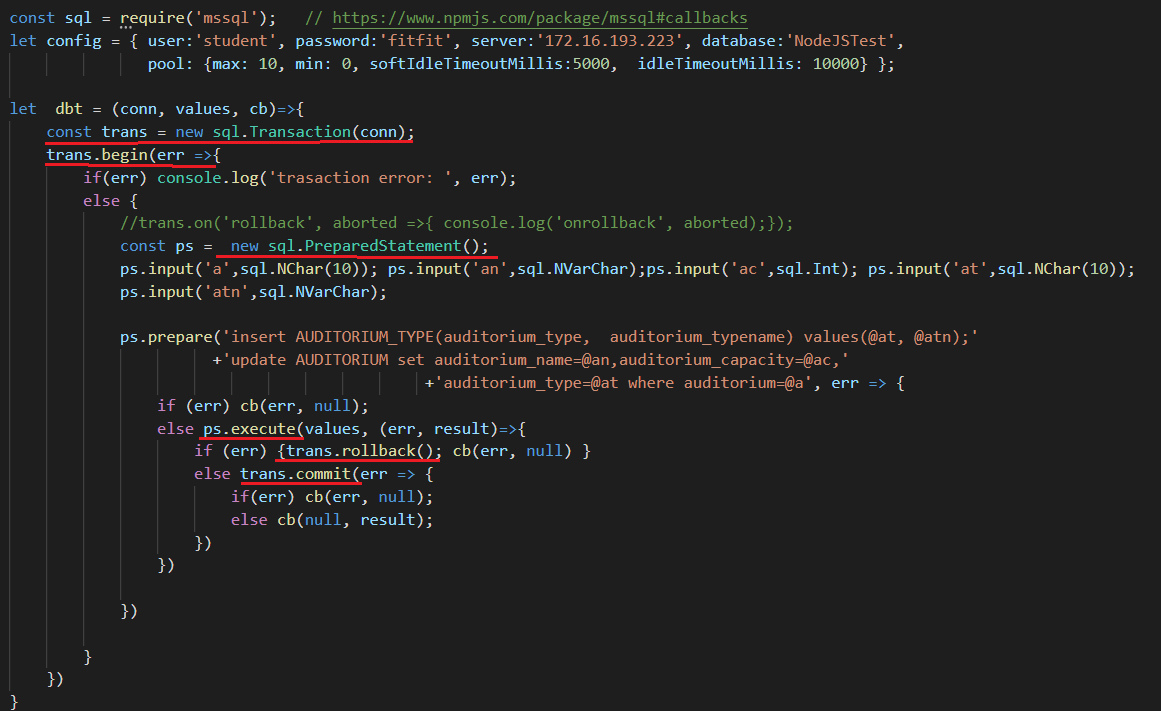 const sql = require('mssql');   // https://www.npmjs.com/package/mssql#callbacks
let config = { user:'student', password:'fitfit', server:'172.16.193.223', database:'NodeJSTest',
               pool: {max: 10, min: 0, softIdleTimeoutMillis:5000,  idleTimeoutMillis: 10000} };
let  dbt = (conn, values, cb)=>{
    const trans = new sql.Transaction(conn);
    trans.begin(err =>{
        if(err) console.log('trasaction error: ', err);
        else {
            //trans.on('rollback', aborted =>{ console.log('onrollback', aborted);});
            const ps =  new sql.PreparedStatement();
            ps.input('a',sql.NChar(10)); ps.input('an',sql.NVarChar);ps.input('ac',sql.Int); ps.input('at',sql.NChar(10));
            ps.input('atn',sql.NVarChar);
            ps.prepare('insert AUDITORIUM_TYPE(auditorium_type,  auditorium_typename) values(@at, @atn);'
                      +'update AUDITORIUM set auditorium_name=@an,auditorium_capacity=@ac,'
                                             +'auditorium_type=@at where auditorium=@a', err => {
                if (err) cb(err, null);
                else ps.execute(values, (err, result)=>{
                    if (err) {trans.rollback(); cb(err, null) }
                    else trans.commit(err => {
                        if(err) cb(err, null);
                        else cb(null, result);
                    })
                })
            })
        }
    })
}